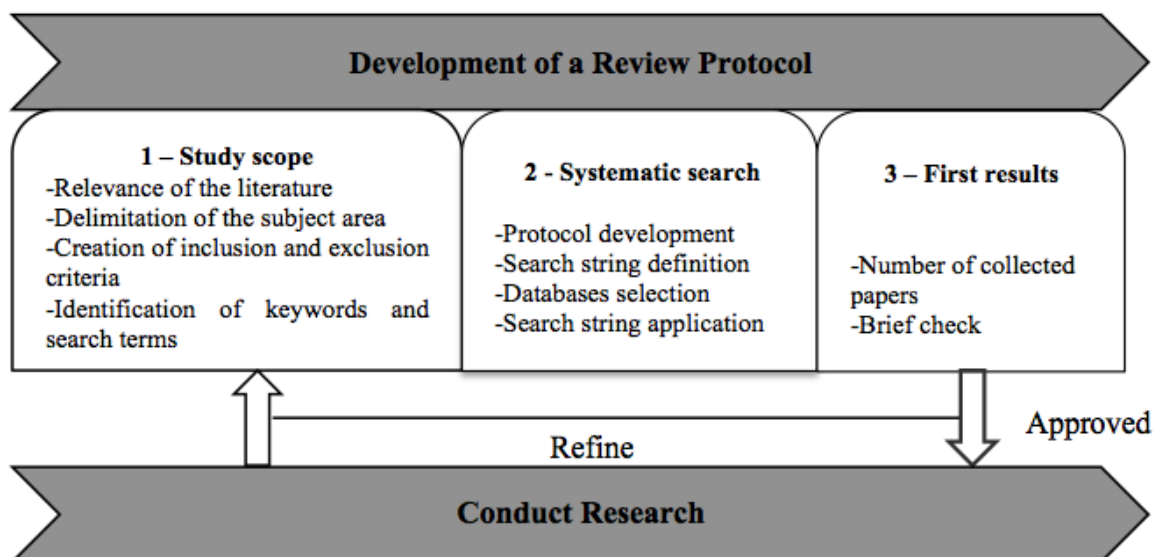 Development of a Review Protocol
1 – Study scope
-Relevance of the literature
-Delimitation of the subject area
-Creation of inclusion and exclusion
criteria
-Identification of keywords and
search terms
2 - Systematic search
-Protocol development
-Search string definition
-Databases selection
-Search string application
3 – First results
-Number of collected
papers
-Brief check
Approved
Refine
Conduct Research